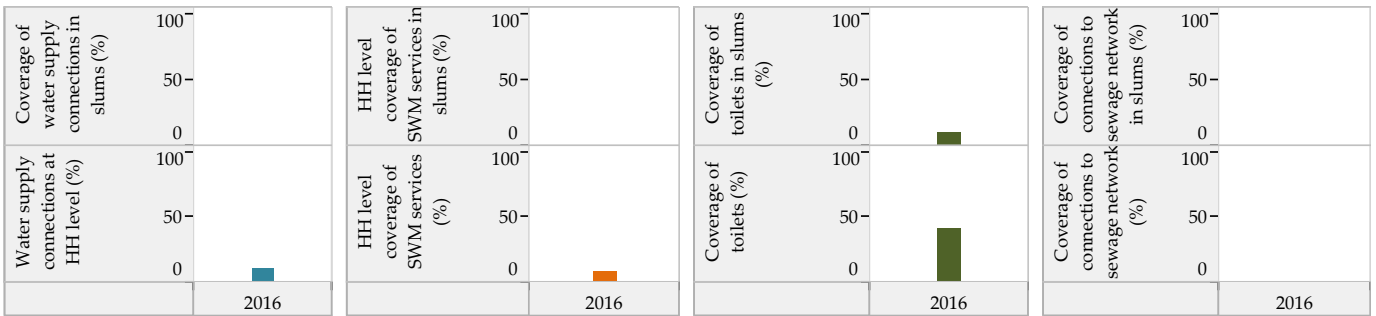 Coverage of
water supply
connections in
slums (%)
100
50
0
Water supply
connections at
HH level (%)
100
50
0
2016
HH level
coverage of
SWM services in
slums (%)
100
50
0
HH level
coverage of
SWM services
(%)
100
50
0
2016
Coverage of
toilets in slums
(%)
100
50
0
Coverage of
toilets (%)
100
50
0
2016
Coverage of
connections to
sewage network
in slums (%)
100
50
0
Coverage of
connections to
sewage network
(%)
100
50
0
2016